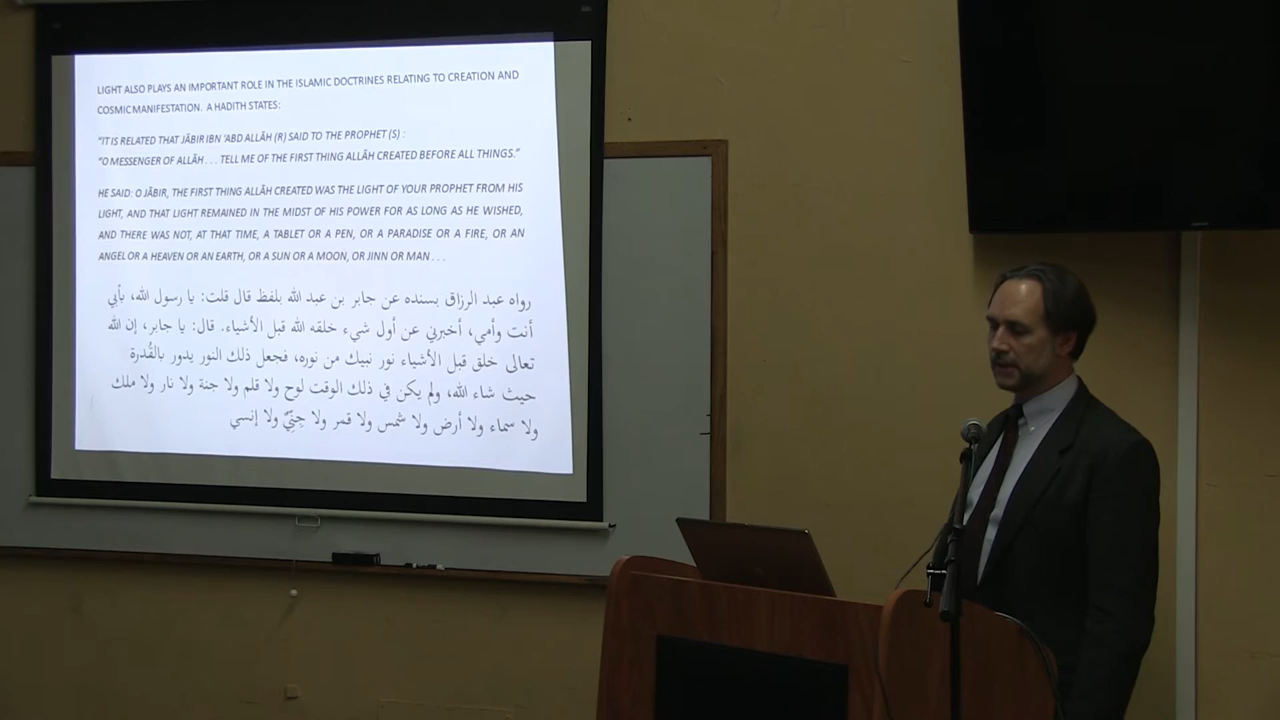 LIGHT ALSO PLAYS AN IMPORTANT ROLE IN THE ISLAMIC DOCTRINES RELATING TO CREATION AND
COSMIC MANIFESTATION. A HADITH STATES:
"IT IS RELATED THAT JĀBIR IBN 'ABD ALLĀH (R) SAID TO THE PROPHET (S) :
"O MESSENGER OF ALLĀH . . . TELL ME OF THE FIRST THING ALLĀH CREATED BEFORE ALL THINGS."
HE SAID: O JĀBIR, THE FIRST THING ALLĀH CREATED WAS THE LIGHT OF YOUR PROPHET FROM HIS
LIGHT, AND THAT LIGHT REMAINED IN THE MIDST OF HIS POWER FOR AS LONG AS HE WISHED,
AND THERE WAS NOT, AT THAT TIME, A TABLET OR A PEN, OR A PARADISE OR A FIRE, OR AN
ANGEL OR A HEAVEN OR AN EARTH, OR A SUN OR A MOON, OR JINN OR MAN . . .
رواه عبد الرزاق بسنده عن جابر بن عبد الله بلفظ قال قلت: يا رسول الله، بأبي
أنت وأمي، أخبرني عن أول شيء خلقه الله قبل الأشياء. قال: يا جابر، إن الله
تعالى خلق قبل الأشياء نور نبيك من نوره، فجعل ذلك النور يدور بالقُدرة
حيث شاء الله، ولم يكن في ذلك الوقت لوح ولا قلم ولا جنة ولا نار ولا ملك
ولا سماء ولا أرض ولا شمس ولا قمر ولا جِنِّيٌّ ولا إنسي